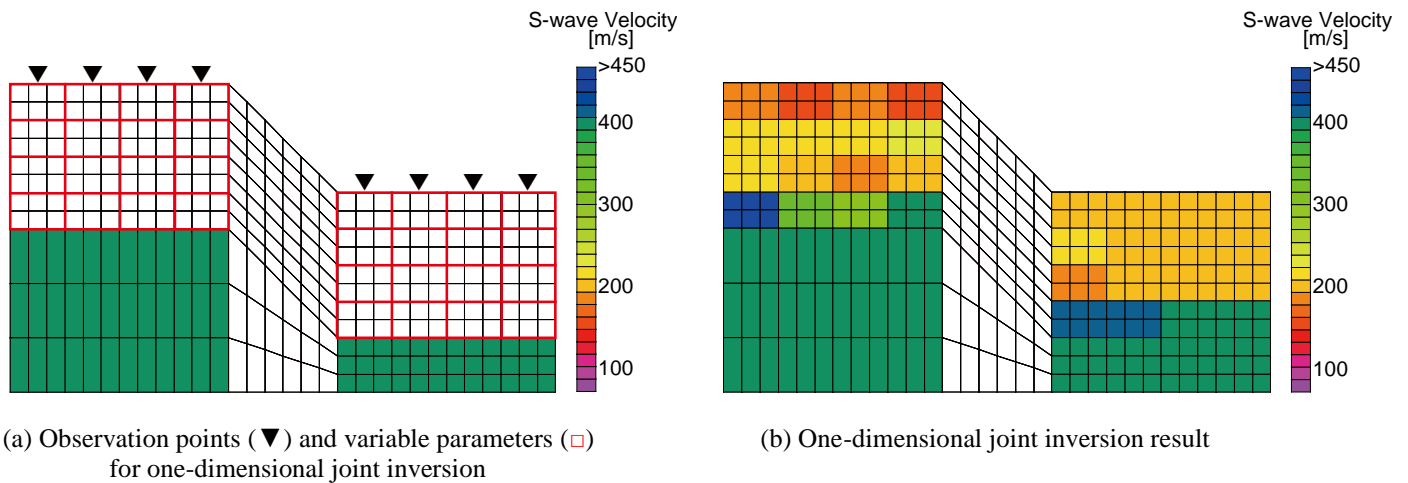 S-wave Velocity
[m/s]
>450
400
300
200
100
(a) Observation points (▼) and variable parameters (□)
for one-dimensional joint inversion
S-wave Velocity
[m/s]
>450
400
300
200
100
(b) One-dimensional joint inversion result